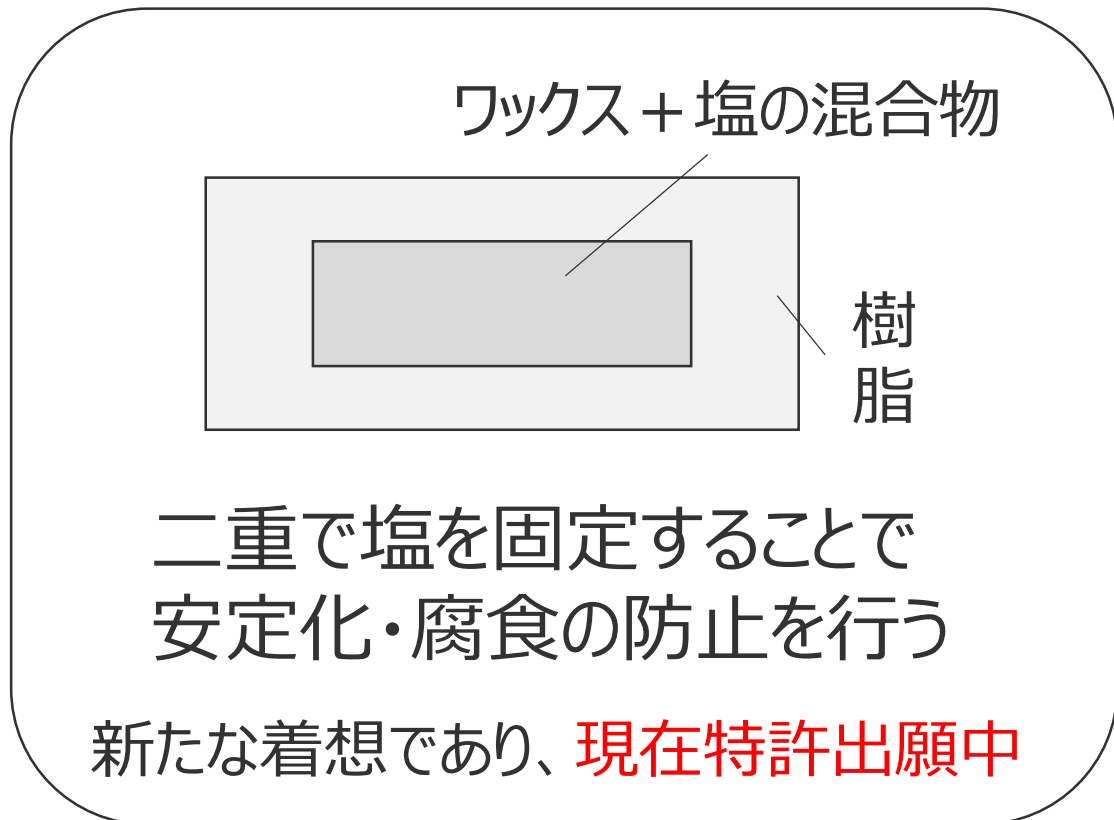 ワックス＋塩の混合物
樹
脂
二重で塩を固定することで
安定化・腐食の防止を行う
新たな着想であり、現在特許出願中